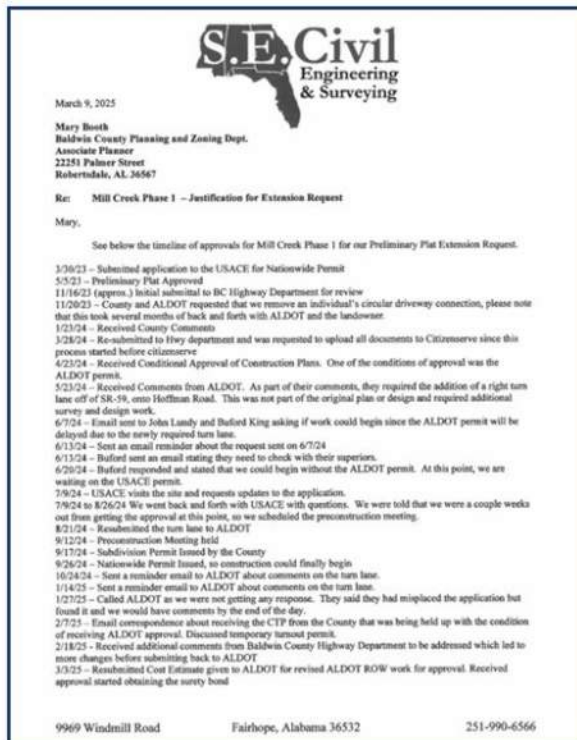 S.E. Civil
Engineering
& Surveying
March 9, 2025
Mary Booth
Baldwin County Planning and Zoning Dept.
Associate Planner
22251 Palmer Street
Robertsdale, AL 36567
Re: Mill Creek Phase 1 – Justification for Extension Request
Mary,
See below the timeline of approvals for Mill Creek Phase 1 for our Preliminary Plat Extension Request.
3/30/23 – Submitted application to the USACE for Nationwide Permit
5/5/23 – Preliminary Plat Approved
11/16/23 (approx.) Initial submittal to BC Highway Department for review
11/20/23 – County and ALDOT requested that we remove an individual's circular driveway connection, please note
that this took several months of back and forth with ALDOT and the landowner.
1/23/24 – Received County Comments
3/28/24 – Re-submitted to Hwy department and was requested to upload all documents to Citizenserve since this
process started before citizenserve
4/23/24 – Received Conditional Approval of Construction Plans. One of the conditions of approval was the
ALDOT permit.
5/23/24 – Received Comments from ALDOT. As part of their comments, they required the addition of a right turn
lane off of SR-59, onto Hoffman Road. This was not part of the original plan or design and required additional
survey and design work.
6/7/24 – Email sent to John Lundy and Buford King asking if work could begin since the ALDOT permit will be
delayed due to the newly required turn lane.
6/13/24 – Sent an email reminder about the request sent on 6/7/24
6/13/24 – Buford sent an email stating they need to check with their superiors.
6/20/24 – Buford responded and stated that we could begin without the ALDOT permit. At this point, we are
waiting on the USACE permit.
7/9/24 – USACE visits the site and requests updates to the application.
7/9/24 to 8/26/24 We went back and forth with USACE with questions. We were told that we were a couple weeks
out from getting the approval at this point, so we scheduled the preconstruction meeting.
8/21/24 – Resubmitted the turn lane to ALDOT
9/12/24 – Preconstruction Meeting held
9/17/24 – Subdivision Permit Issued by the County
9/26/24 – Nationwide Permit Issued, so construction could finally begin
10/24/24 – Sent a reminder email to ALDOT about comments on the turn lane.
1/14/25 – Sent a reminder email to ALDOT about comments on the turn lane.
1/27/25 – Called ALDOT as we were not getting any response. They said they had misplaced the application but
found it and we would have comments by the end of the day.
2/7/25 – Email correspondence about receiving the CTP from the County that was being held up with the condition
of receiving ALDOT approval. Discussed temporary turnout permit.
2/18/25 - Received additional comments from Baldwin County Highway Department to be addressed which led to
more changes before submitting back to ALDOT
3/3/25 – Resubmitted Cost Estimate given to ALDOT for revised ALDOT ROW work for approval. Received
approval started obtaining the surety bond
9969 Windmill Road Fairhope, Alabama 36532 251-990-6566